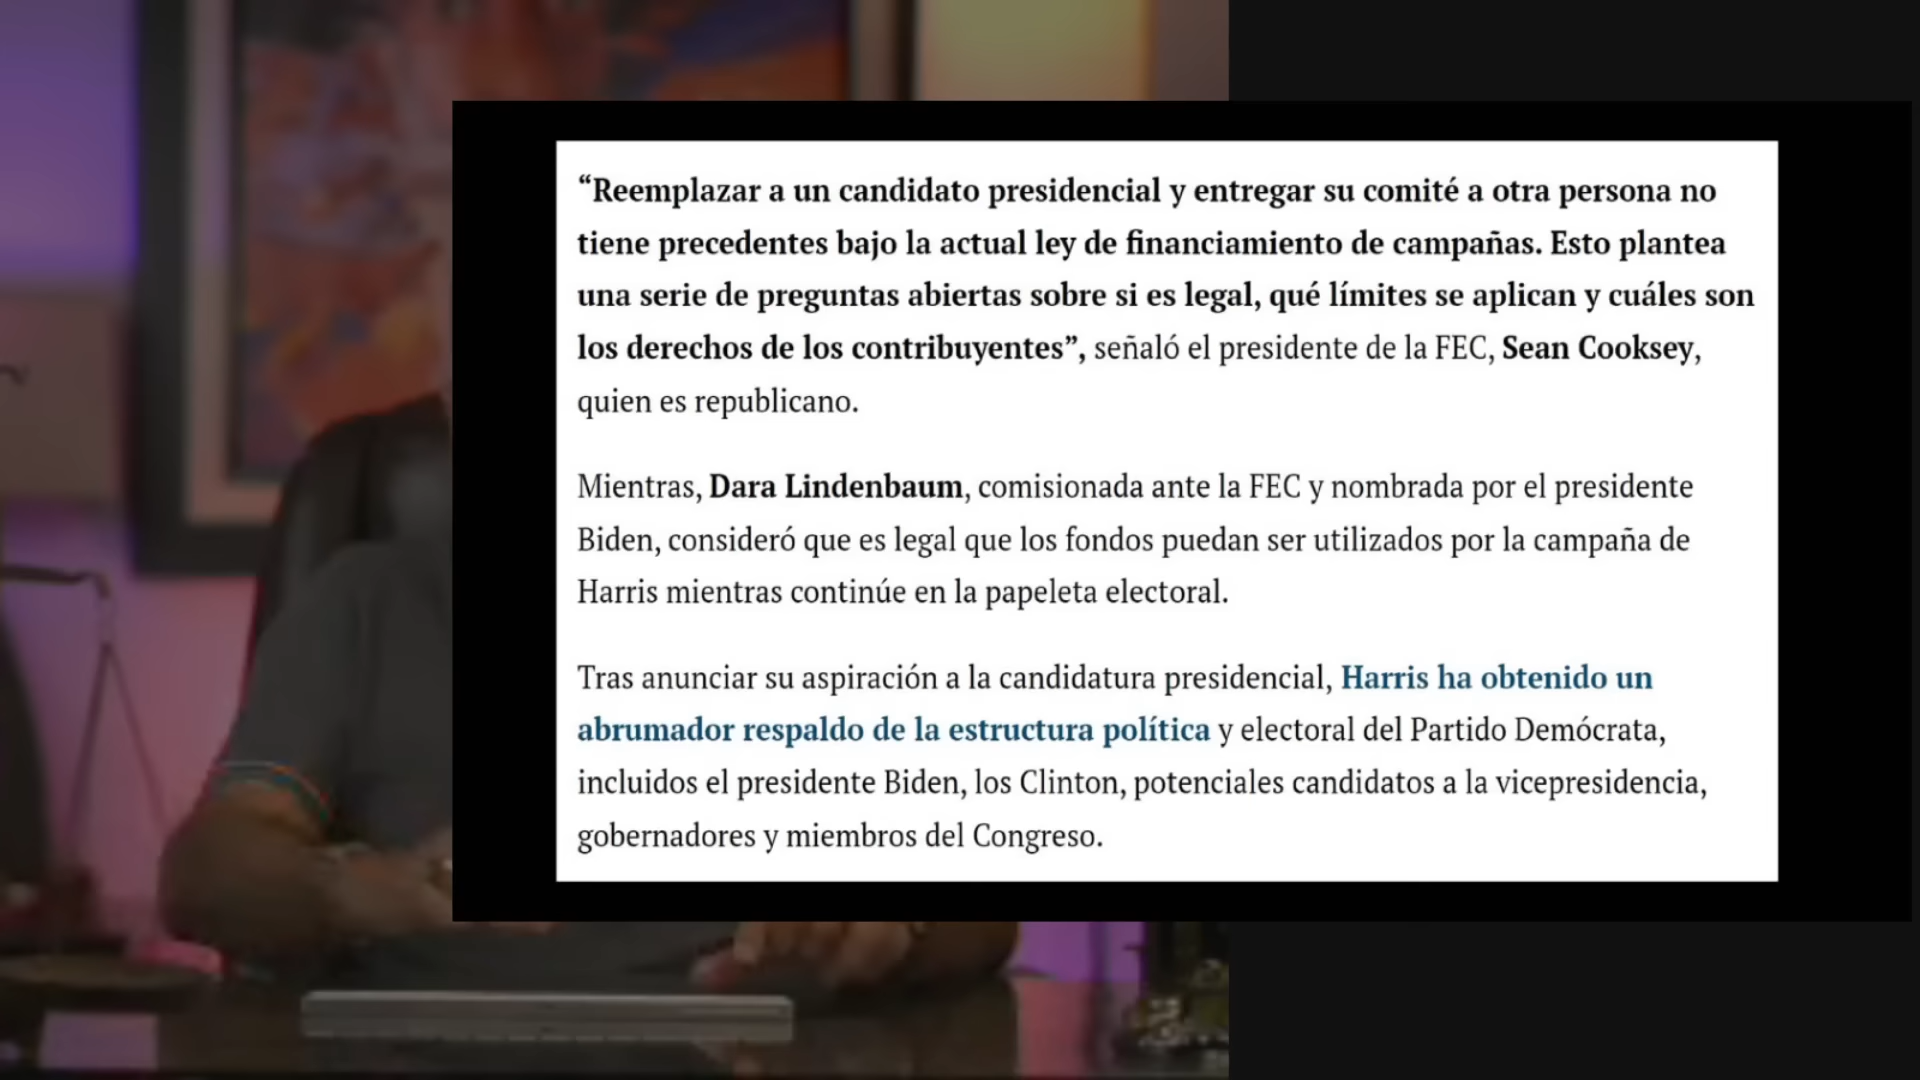 “Reemplazar a un candidato presidencial y entregar su comité a otra persona no
tiene precedentes bajo la actual ley de financiamiento de campañas. Esto plantea
una serie de preguntas abiertas sobre si es legal, qué límites se aplican y cuáles son
los derechos de los contribuyentes”, señaló el presidente de la FEC, Sean Cooksey,
quien es republicano.
Mientras, Dara Lindenbaum, comisionada ante la FEC y nombrada por el presidente
Biden, consideró que es legal que los fondos puedan ser utilizados por la campaña de
Harris mientras continúe en la papeleta electoral.
Tras anunciar su aspiración a la candidatura presidencial, Harris ha obtenido un
abrumador respaldo de la estructura política y electoral del Partido Demócrata,
incluidos el presidente Biden, los Clinton, potenciales candidatos a la vicepresidencia,
gobernadores y miembros del Congreso.